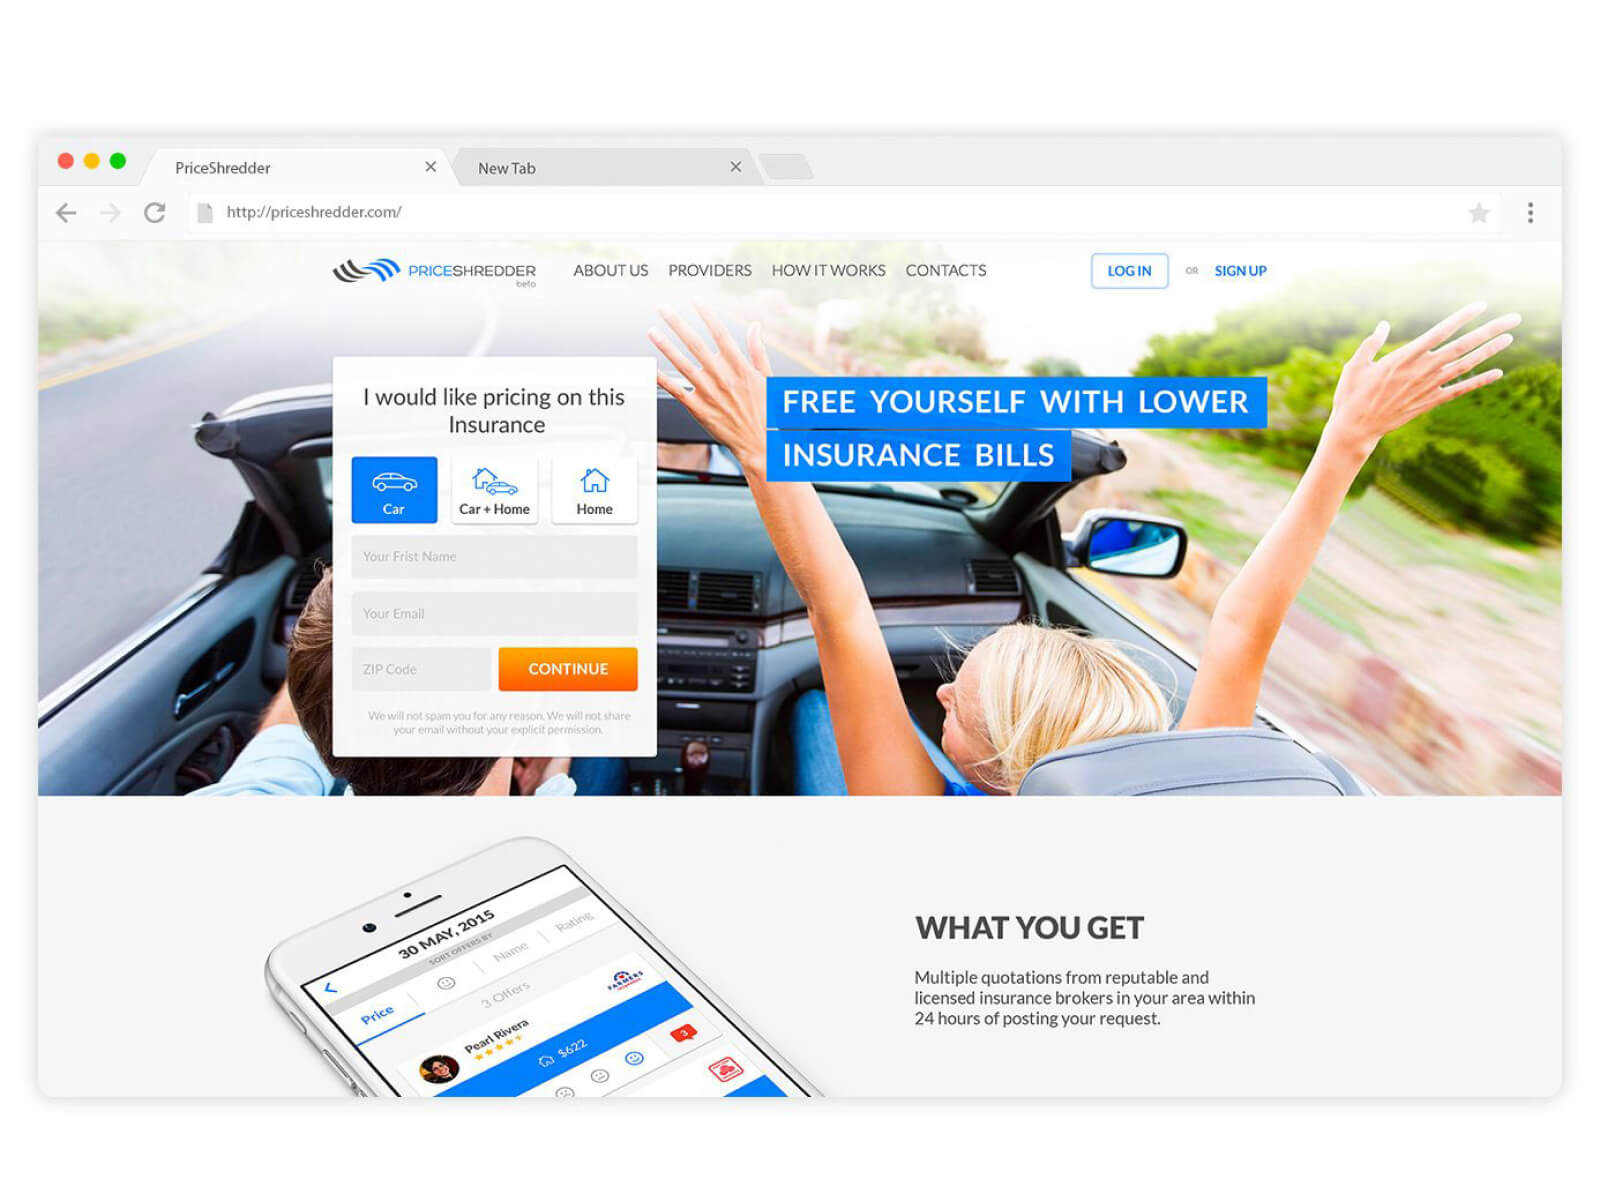 PriceShredder
New Tab
http://priceshredder.com/
PRICESHREDDER
beta
ABOUT US PROVIDERS HOW IT WORKS CONTACTS
LOG IN OR SIGN UP
I would like pricing on this
Insurance
Car
Car + Home
Home
Your Frist Name
Your Email
ZIP Code
CONTINUE
We will not spam you for any reason. We will not share
your email without your explicit permission.
FREE YOURSELF WITH LOWER
INSURANCE BILLS
30 MAY, 2015
SORT OFFERS BY
Price Name Rating
3 Offers
FARMERS
Pearl Rivera
$622
3
WHAT YOU GET
Multiple quotations from reputable and
licensed insurance brokers in your area within
24 hours of posting your request.